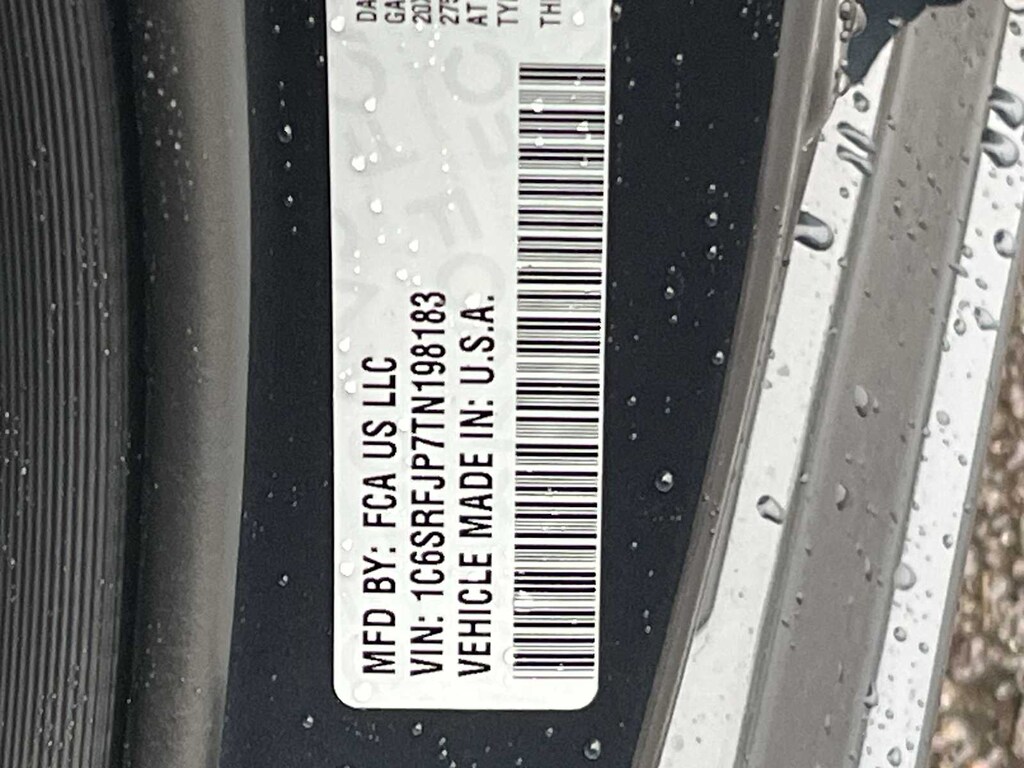 MFD BY: FCA US LLC
VIN: 1C6SRFJP7TN198183
VEHICLE MADE IN: U.S.A.